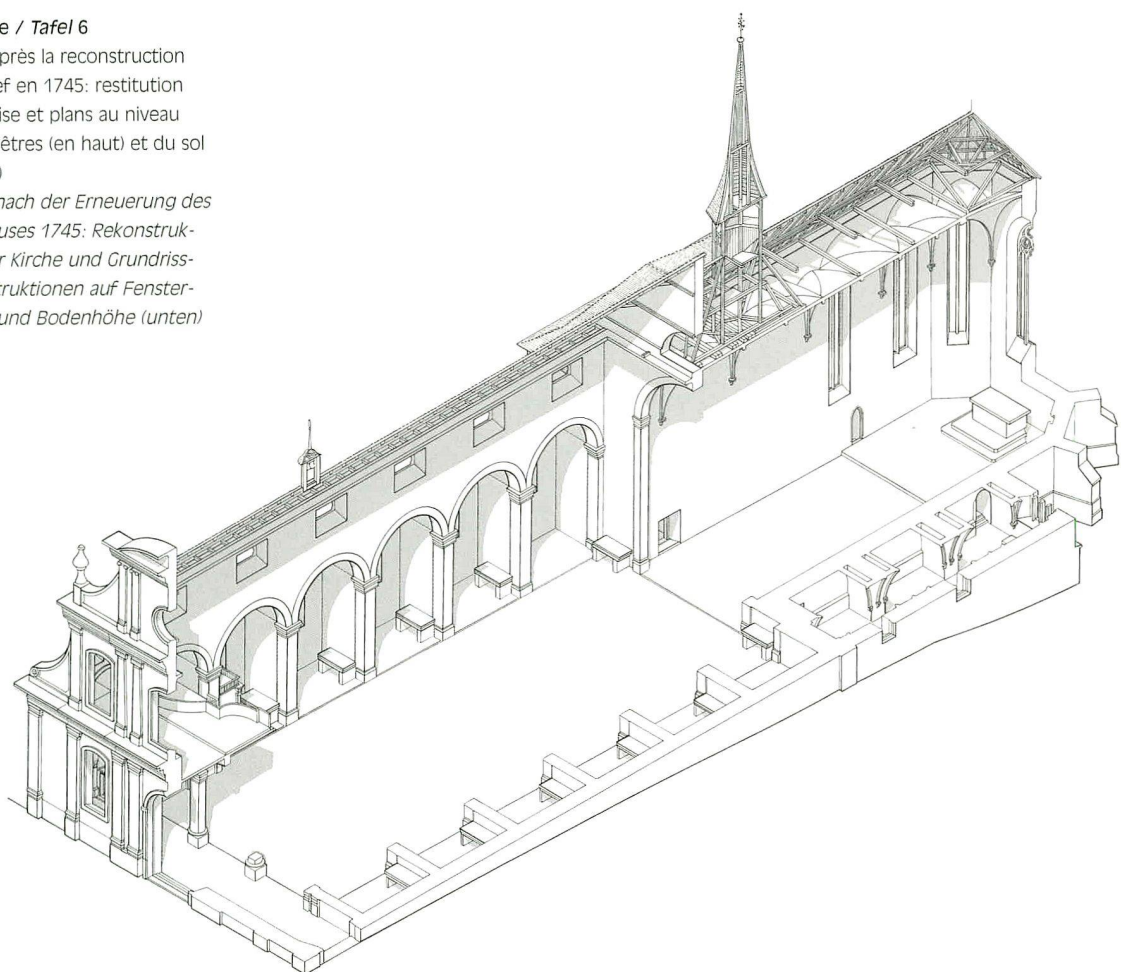 e / Tafel 6
près la reconstruction
ef en 1745: restitution
ise et plans au niveau
êtres (en haut) et du sol
)
nach der Erneuerung des
uses 1745: Rekonstruk-
r Kirche und Grundriss-
truktionen auf Fenster-
und Bodenhöhe (unten)